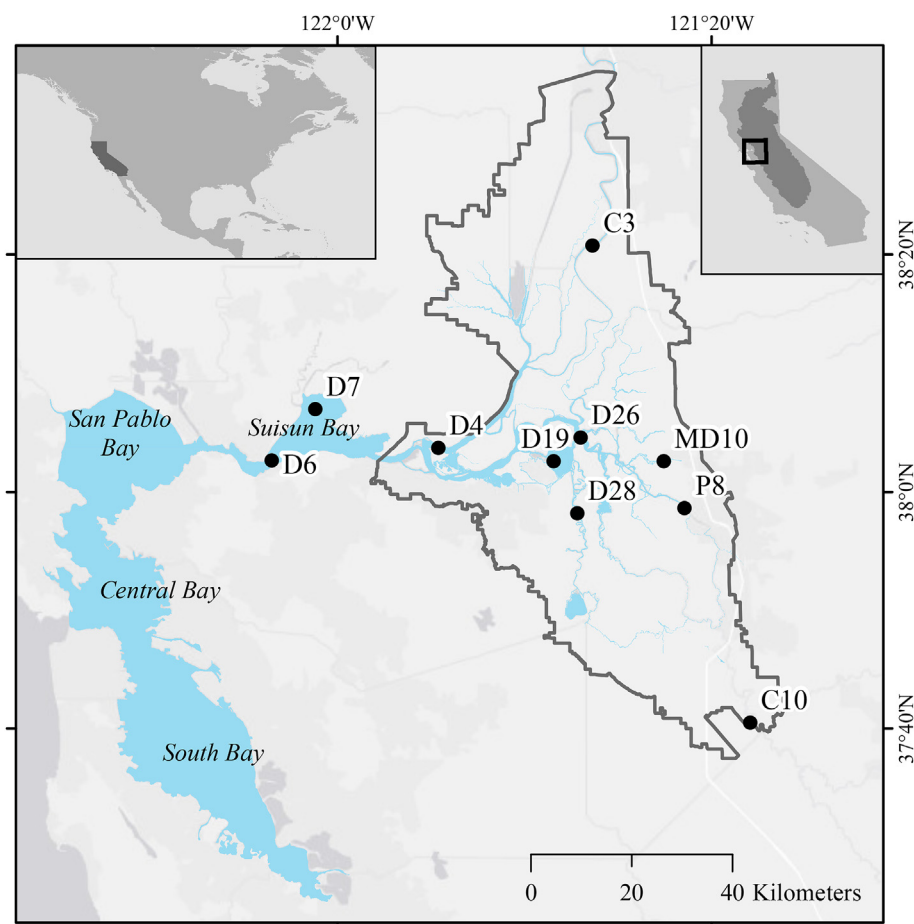 122°0'W
121°20'W
C3
38°20'N
D7
San Pablo
Bay
Suisun Bay
D4
D26
D19
MD10
D6
D28
P8
38°0'N
Central Bay
C10
37°40'N
South Bay
0 20 40 Kilometers